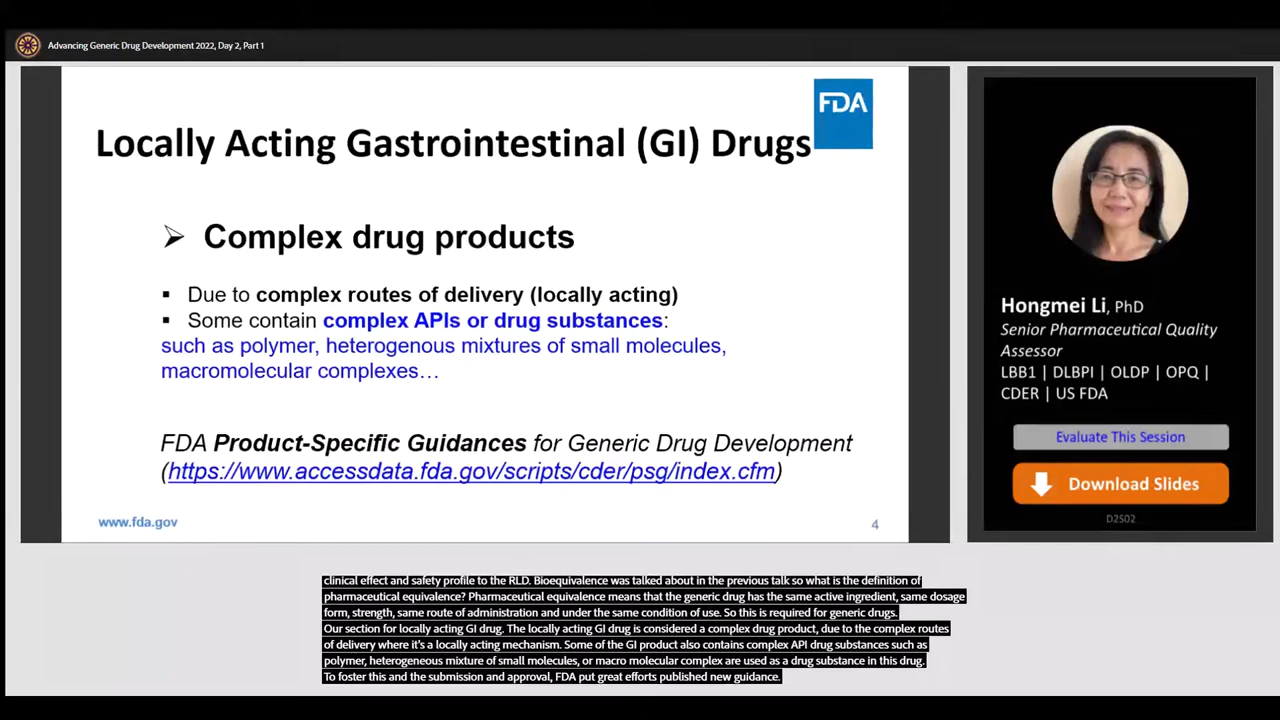 Advancing Generic Drug Development 2022, Day 2, Part 1
FDA
Locally Acting Gastrointestinal (GI) Drugs
➢ Complex drug products
▪ Due to complex routes of delivery (locally acting)
▪ Some contain complex APIs or drug substances:
such as polymer, heterogenous mixtures of small molecules,
macromolecular complexes…
FDA Product-Specific Guidances for Generic Drug Development
(https://www.accessdata.fda.gov/scripts/cder/psg/index.cfm)
www.fda.gov
4
Hongmei Li, PhD
Senior Pharmaceutical Quality
Assessor
LBB1 | DLBPI | OLDP | OPQ |
CDER | US FDA
Evaluate This Session
Download Slides
D2S02
clinical effect and safety profile to the RLD. Bioequivalence was talked about in the previous talk so what is the definition of
pharmaceutical equivalence? Pharmaceutical equivalence means that the generic drug has the same active ingredient, same dosage
form, strength, same route of administration and under the same condition of use. So this is required for generic drugs.
Our section for locally acting GI drug. The locally acting GI drug is considered a complex drug product, due to the complex routes
of delivery where it's a locally acting mechanism. Some of the GI product also contains complex API drug substances such as
polymer, heterogeneous mixture of small molecules, or macro molecular complex are used as a drug substance in this drug.
To foster this and the submission and approval, FDA put great efforts published new guidance.